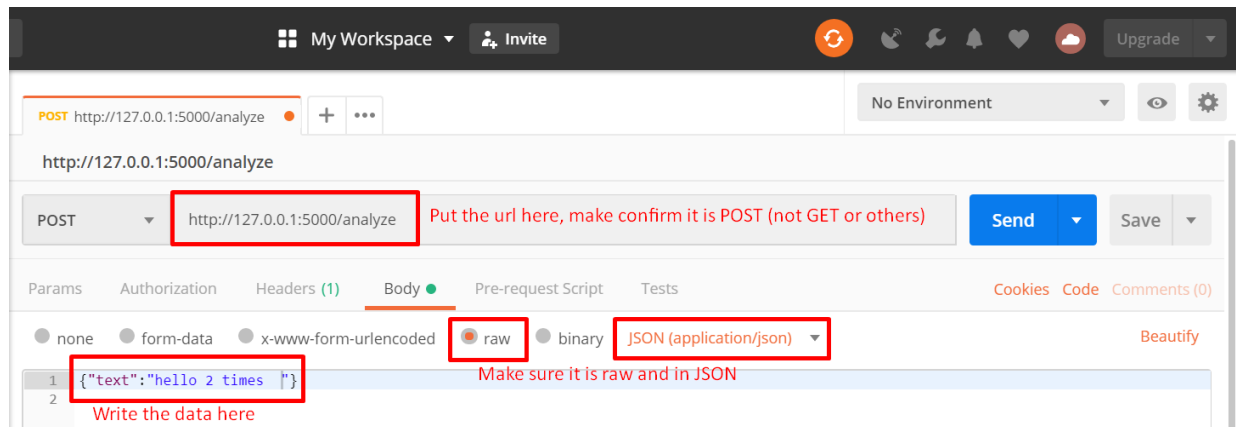 My Workspace Invite Upgrade
POST http://127.0.0.1:5000/analyze + ••• No Environment
http://127.0.0.1:5000/analyze
POST http://127.0.0.1:5000/analyze Put the url here, make confirm it is POST (not GET or others) Send Save
Params Authorization Headers (1) Body Pre-request Script Tests Cookies Code Comments (0)
none form-data x-www-form-urlencoded raw binary JSON (application/json) Beautify
1 {"text":"hello 2 times  "} Make sure it is raw and in JSON
2 Write the data here